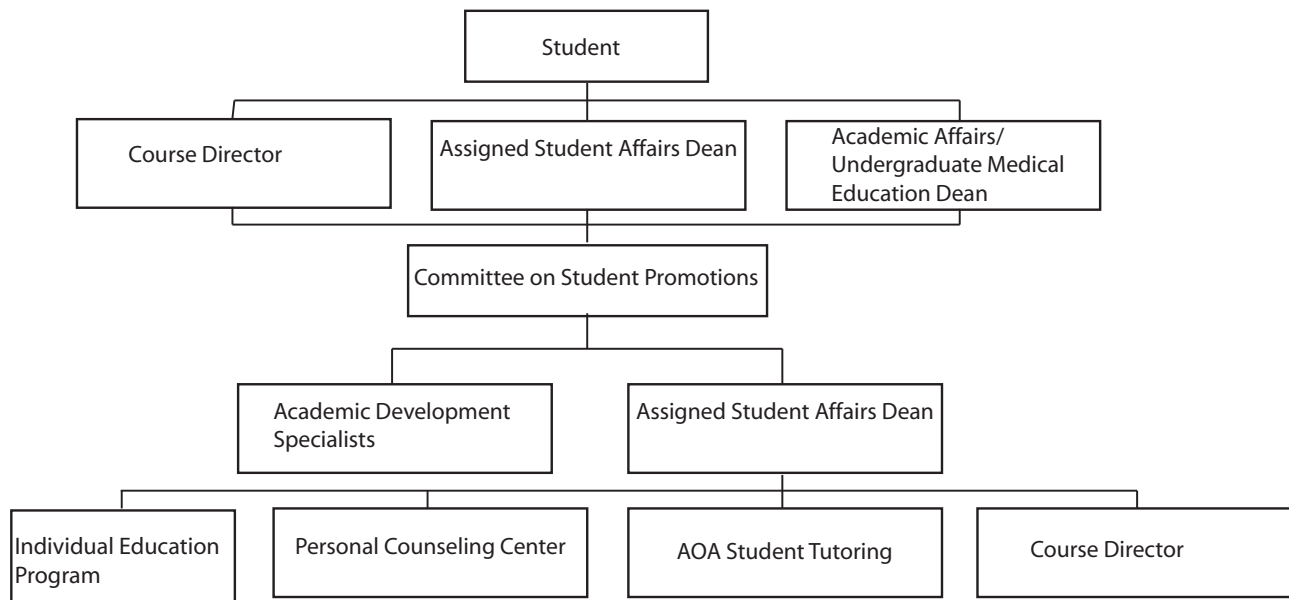 Student
Course Director
Assigned Student Affairs Dean
Academic Affairs/
Undergraduate Medical
Education Dean
Committee on Student Promotions
Academic Development
Specialists
Assigned Student Affairs Dean
Individual Education
Program
Personal Counseling Center
AOA Student Tutoring
Course Director